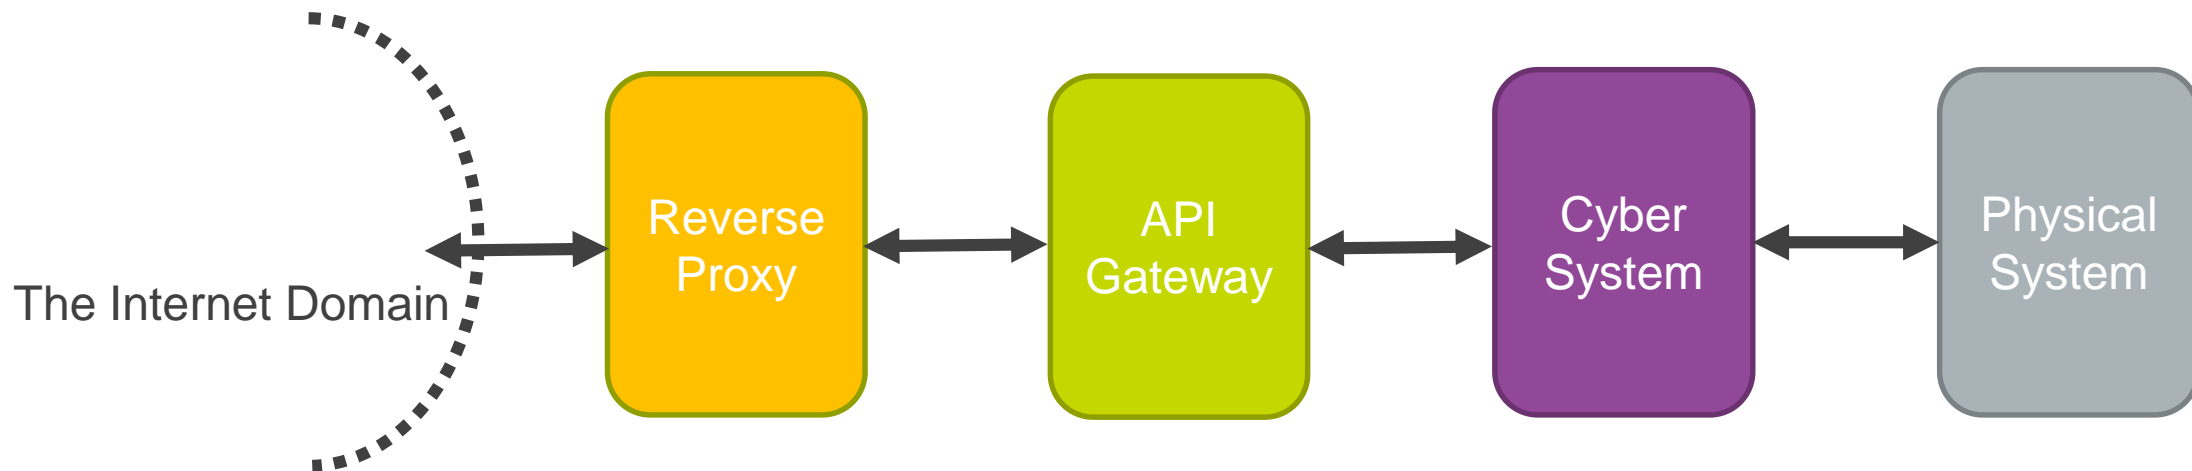 The Internet Domain
Reverse
Proxy
API
Gateway
Cyber
System
Physical
System